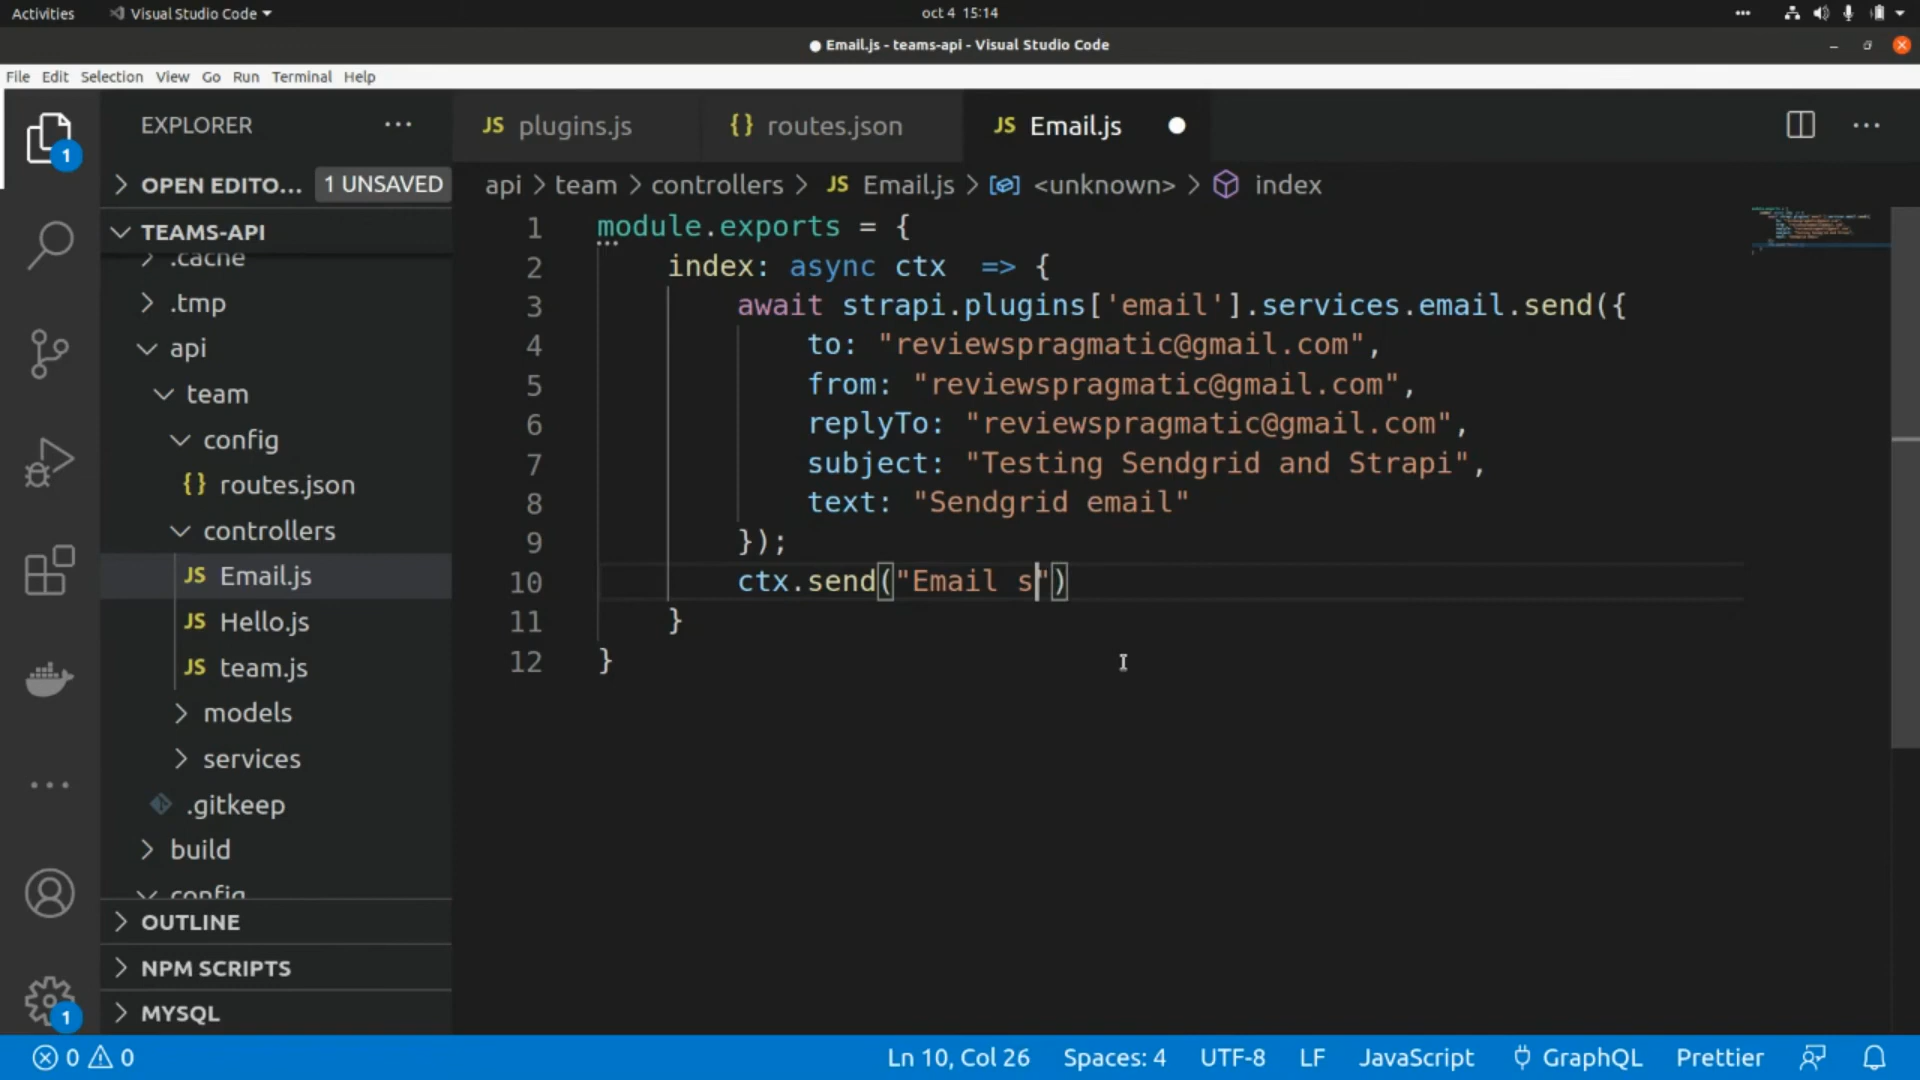 Activities
Visual Studio Code
oct 4 15:14
Email.js - teams-api - Visual Studio Code
File Edit Selection View Go Run Terminal Help
EXPLORER
plugins.js
routes.json
JS Email.js
OPEN EDITO...
1 UNSAVED
api > team > controllers > JS Email.js > <unknown> > index
TEAMS-API
.cache
.tmp
api
team
config
{} routes.json
controllers
JS Email.js
JS Hello.js
JS team.js
models
services
.gitkeep
build
config
OUTLINE
NPM SCRIPTS
MYSQL
1 module.exports = {
2 index: async ctx  => {
3 await strapi.plugins['email'].services.email.send({
4 to: "reviewspragmatic@gmail.com",
5 from: "reviewspragmatic@gmail.com",
6 replyTo: "reviewspragmatic@gmail.com",
7 subject: "Testing Sendgrid and Strapi",
8 text: "Sendgrid email"
9 });
10 ctx.send("Email s")
11 }
12 }
1
1
0 0
Ln 10, Col 26
Spaces: 4
UTF-8
LF
JavaScript
GraphQL
Prettier